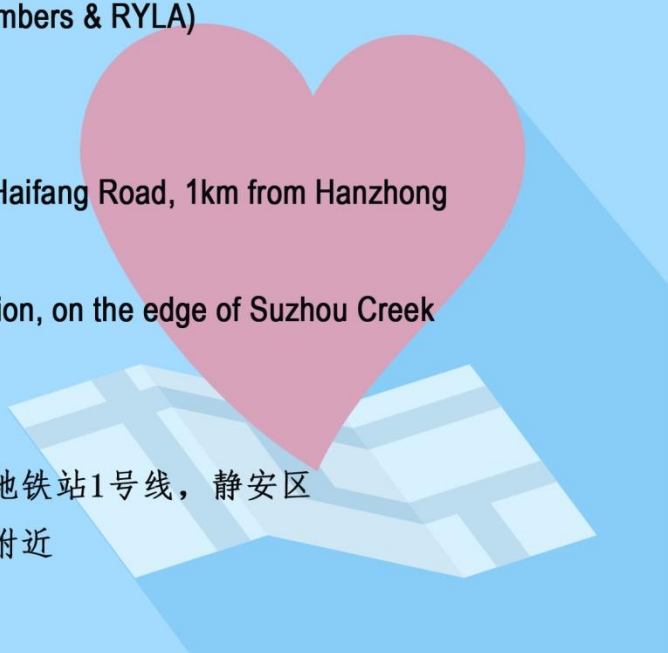 mbers & RYLA)
Haifang Road, 1km from Hanzhong
ion, on the edge of Suzhou Creek
地铁站1号线，静安区
附近